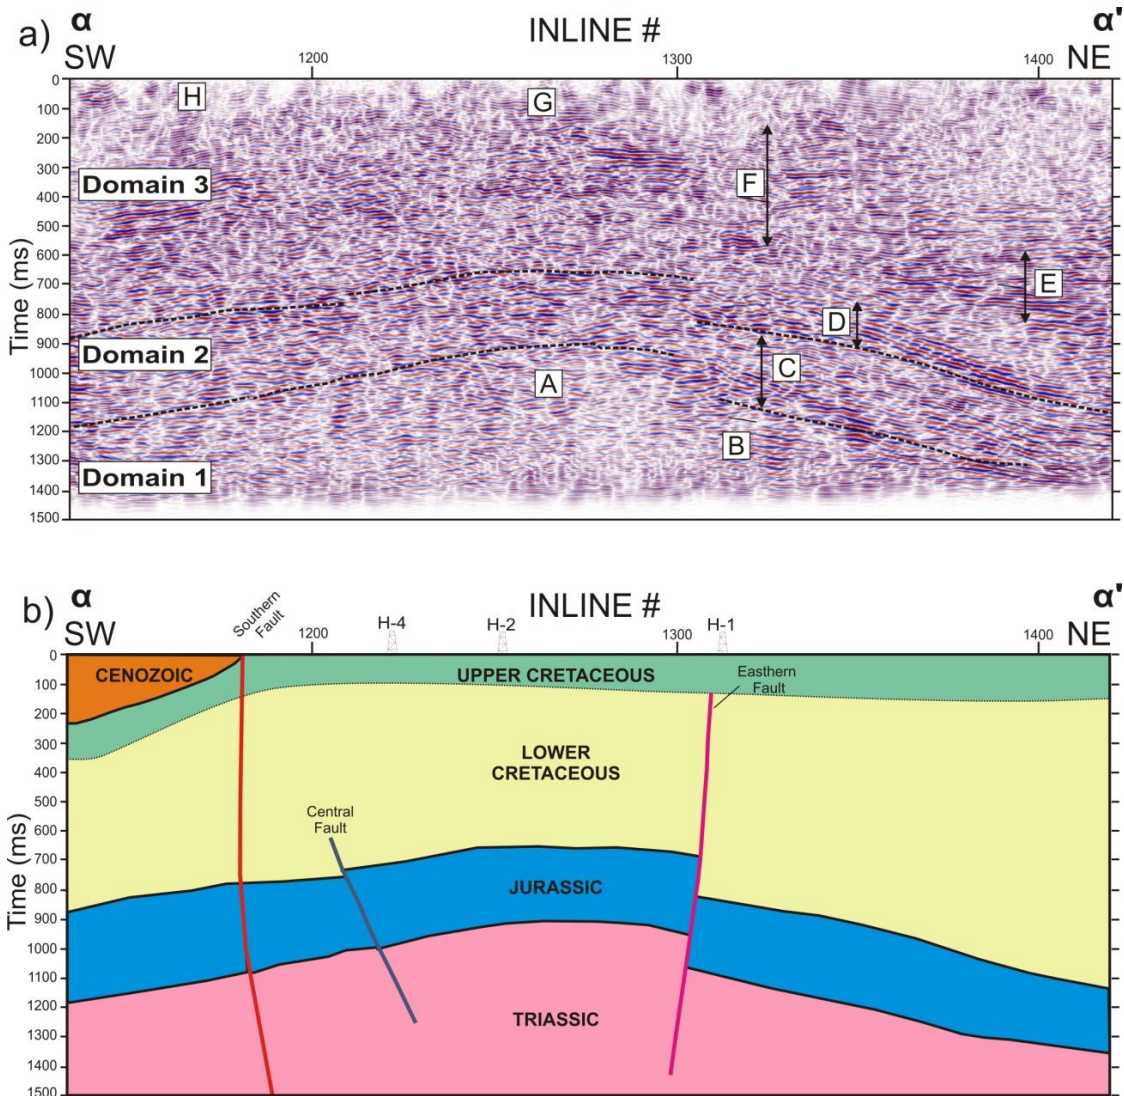 a)
α
SW
INLINE #
α'
NE
1200
1300
1400
Time (ms)
0
100
200
300
400
500
600
700
800
900
1000
1100
1200
1300
1400
1500
H
G
Domain 3
F
E
D
Domain 2
C
A
B
Domain 1
b)
α
SW
INLINE #
α'
NE
Southern
Fault
1200
H-4
H-2
1300
H-1
1400
Time (ms)
0
100
200
300
400
500
600
700
800
900
1000
1100
1200
1300
1400
1500
CENOZOIC
UPPER CRETACEOUS
Easthern
Fault
LOWER
CRETACEOUS
Central
Fault
JURASSIC
TRIASSIC